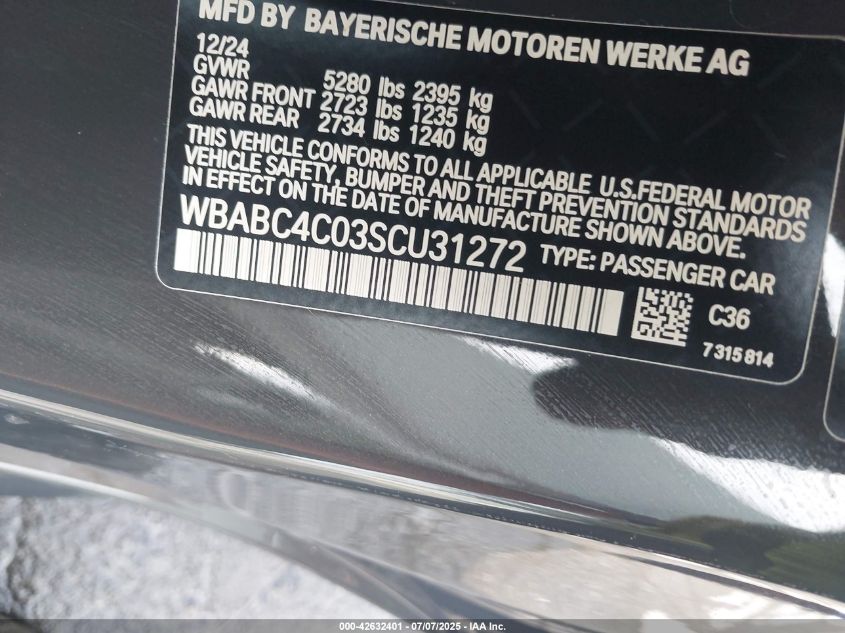 MFD BY BAYERISCHE MOTOREN WERKE AG
12/24
GVWR 5280 lbs 2395 kg
GAWR FRONT 2723 lbs 1235 kg
GAWR REAR 2734 lbs 1240 kg
THIS VEHICLE CONFORMS TO ALL APPLICABLE U.S.FEDERAL MOTOR
VEHICLE SAFETY, BUMPER AND THEFT PREVENTION STANDARDS
IN EFFECT ON THE DATE OF MANUFACTURE SHOWN ABOVE.
WBABC4C03SCU31272 TYPE: PASSENGER CAR
C36
7315814
000-42632401 - 07/07/2025 - IAA Inc.